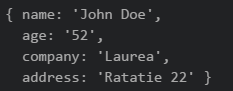 { name: 'John Doe',
  age: '52',
  company: 'Laurea',
  address: 'Ratatie 22' }